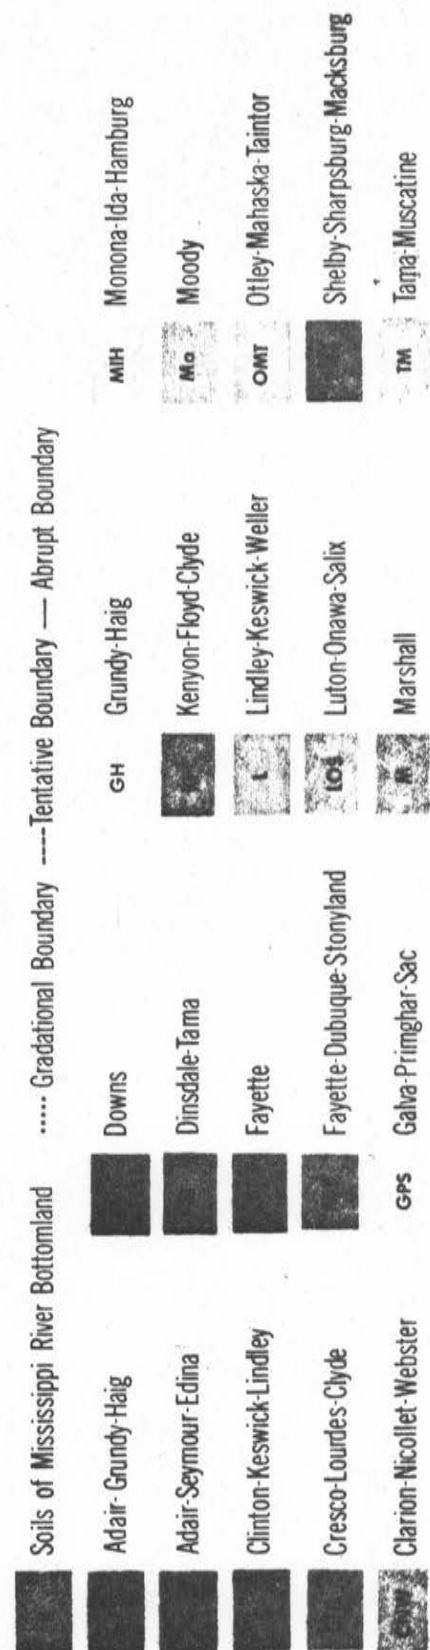 Soils of Mississippi River Bottomland ..... Gradational Boundary ----Tentative Boundary — Abrupt Boundary
Adair-Grundy-Haig
Downs
GH Grundy-Haig
MIH Monona-Ida-Hamburg
Adair-Seymour-Edina
Dinsdale-Tama
Kenyon-Floyd-Clyde
Mo Moody
Clinton-Keswick-Lindley
Fayette
L Lindley-Keswick-Weller
OMT Otley-Mahaska-Taintor
Cresco-Lourdes-Clyde
Fayette-Dubuque-Stonyland
LOS Luton-Onawa-Salix
Shelby-Sharpsburg-Macksburg
Clarion-Nicollet-Webster
GPS Galva-Primghar-Sac
M Marshall
TM Tama-Muscatine